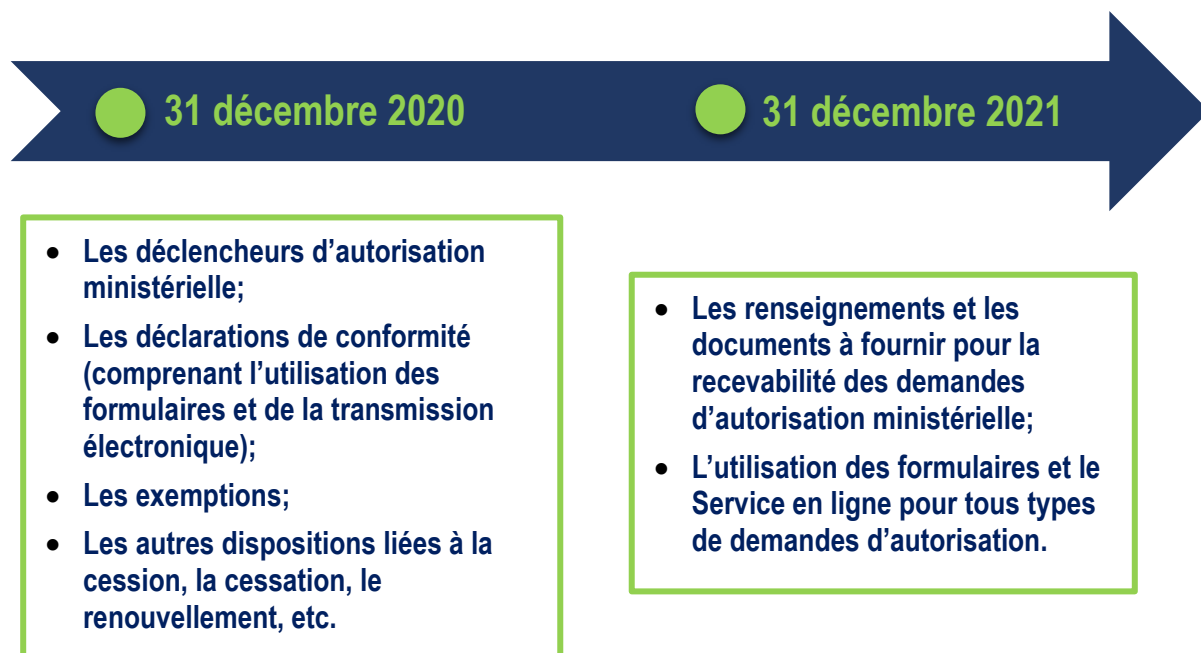 31 décembre 2020
31 décembre 2021
• Les déclencheurs d’autorisation
ministérielle;
• Les déclarations de conformité
(comprenant l’utilisation des
formulaires et de la transmission
électronique);
• Les exemptions;
• Les autres dispositions liées à la
cession, la cessation, le
renouvellement, etc.
• Les renseignements et les
documents à fournir pour la
recevabilité des demandes
d’autorisation ministérielle;
• L’utilisation des formulaires et le
Service en ligne pour tous types
de demandes d’autorisation.